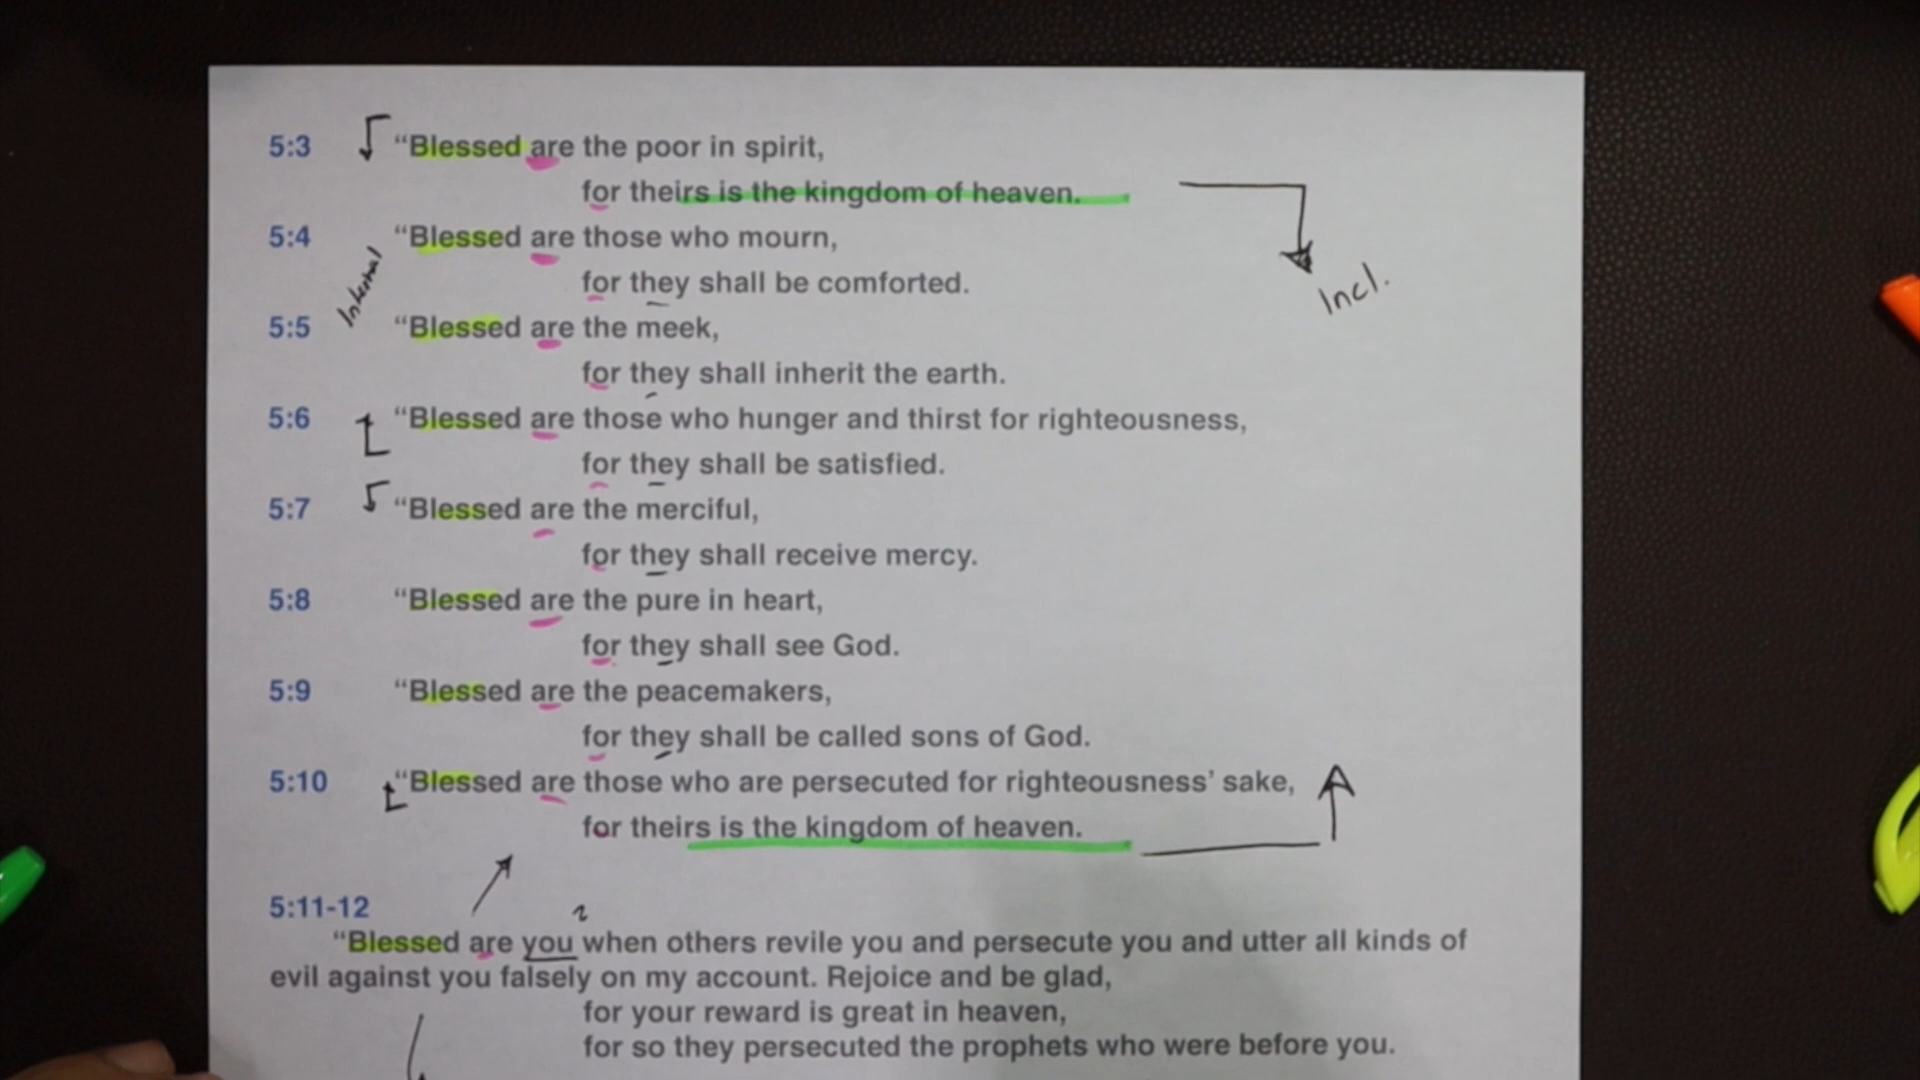 5:3 “Blessed are the poor in spirit,
for theirs is the kingdom of heaven.
5:4 “Blessed are those who mourn,
for they shall be comforted.
Internal
Incl.
5:5 “Blessed are the meek,
for they shall inherit the earth.
5:6 “Blessed are those who hunger and thirst for righteousness,
for they shall be satisfied.
5:7 “Blessed are the merciful,
for they shall receive mercy.
5:8 “Blessed are the pure in heart,
for they shall see God.
5:9 “Blessed are the peacemakers,
for they shall be called sons of God.
5:10 “Blessed are those who are persecuted for righteousness’ sake,
for theirs is the kingdom of heaven.
5:11-12
2
“Blessed are you when others revile you and persecute you and utter all kinds of
evil against you falsely on my account. Rejoice and be glad,
for your reward is great in heaven,
for so they persecuted the prophets who were before you.